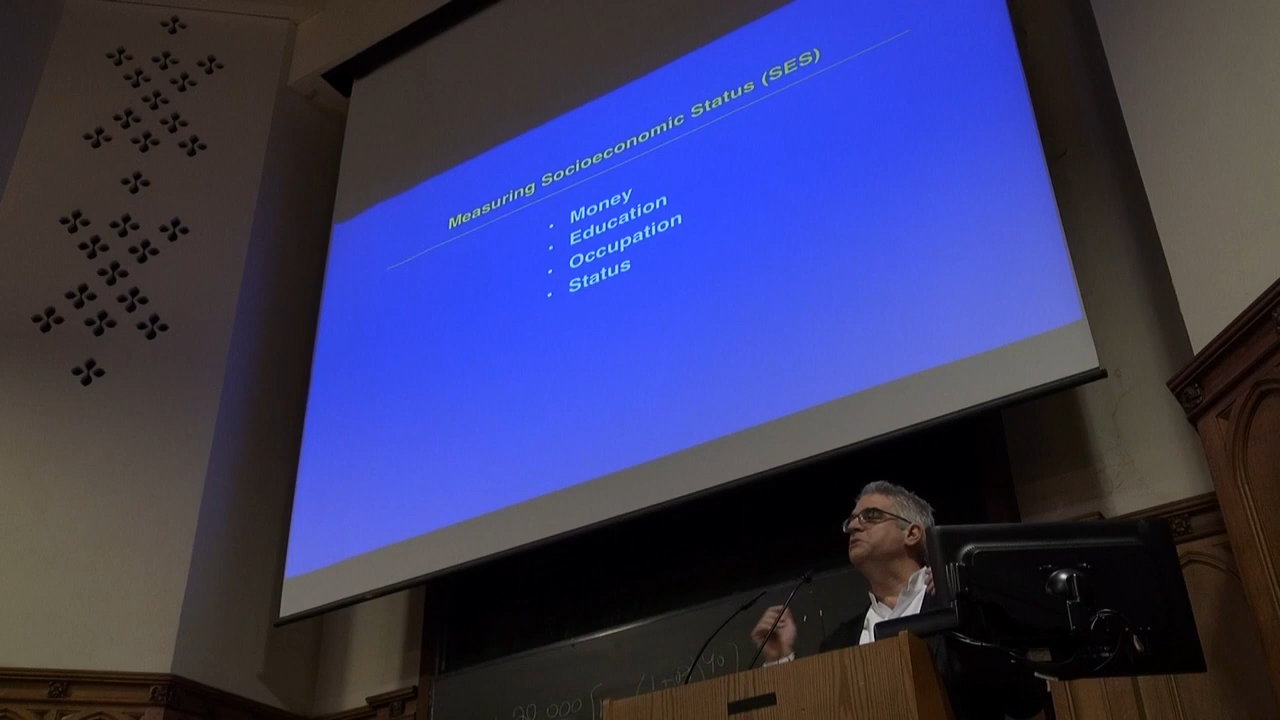 Measuring Socioeconomic Status (SES)
• Money
• Education
• Occupation
• Status